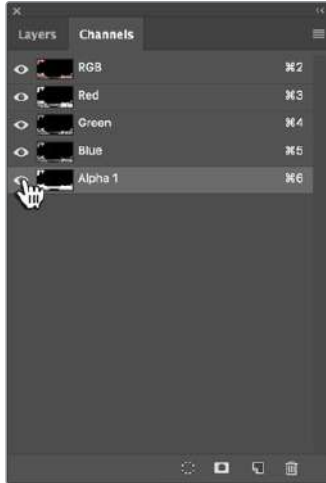 Layers Channels
RGB ⌘2
Red ⌘3
Green ⌘4
Blue ⌘5
Alpha 1 ⌘6